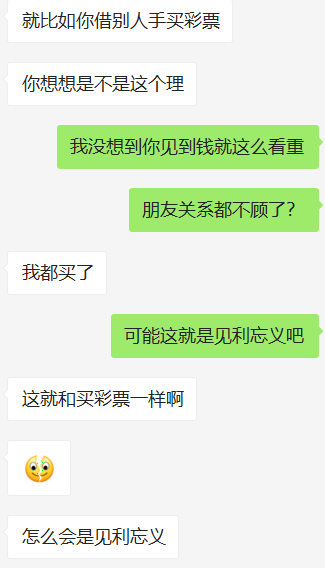 就比如你借别人手买彩票
你想想是不是这个理
我没想到你见到钱就这么看重
朋友关系都不顾了?
我都买了
可能这就是见利忘义吧
这就和买彩票一样啊
怎么会是见利忘义